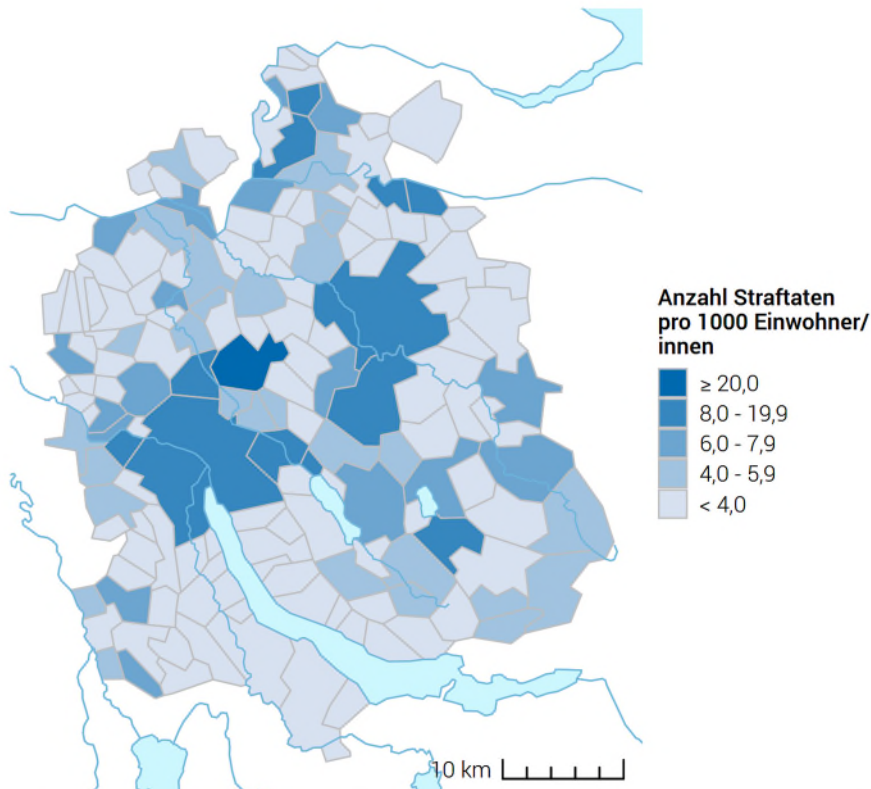 Anzahl Straftaten
pro 1000 Einwohner/
innen
≥ 20,0
8,0 - 19,9
6,0 - 7,9
4,0 - 5,9
< 4,0
10 km